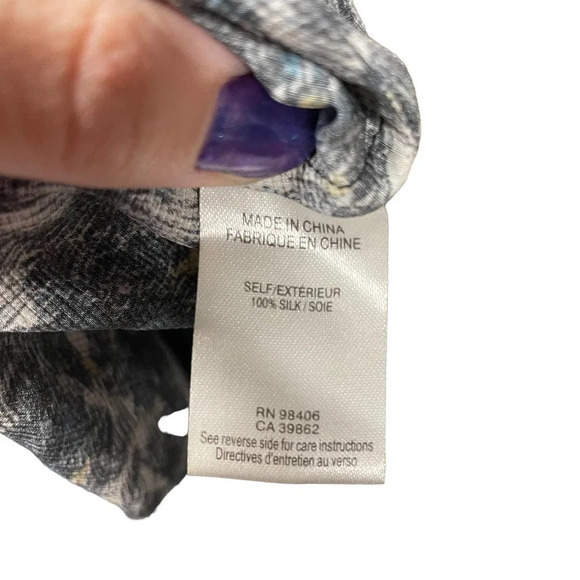 MADE IN CHINA
FABRIQUE EN CHINE
SELF/EXTÉRIEUR
100% SILK/SOIE
RN 98406
CA 39862
See reverse side for care instructions
Directives d'entretien au verso